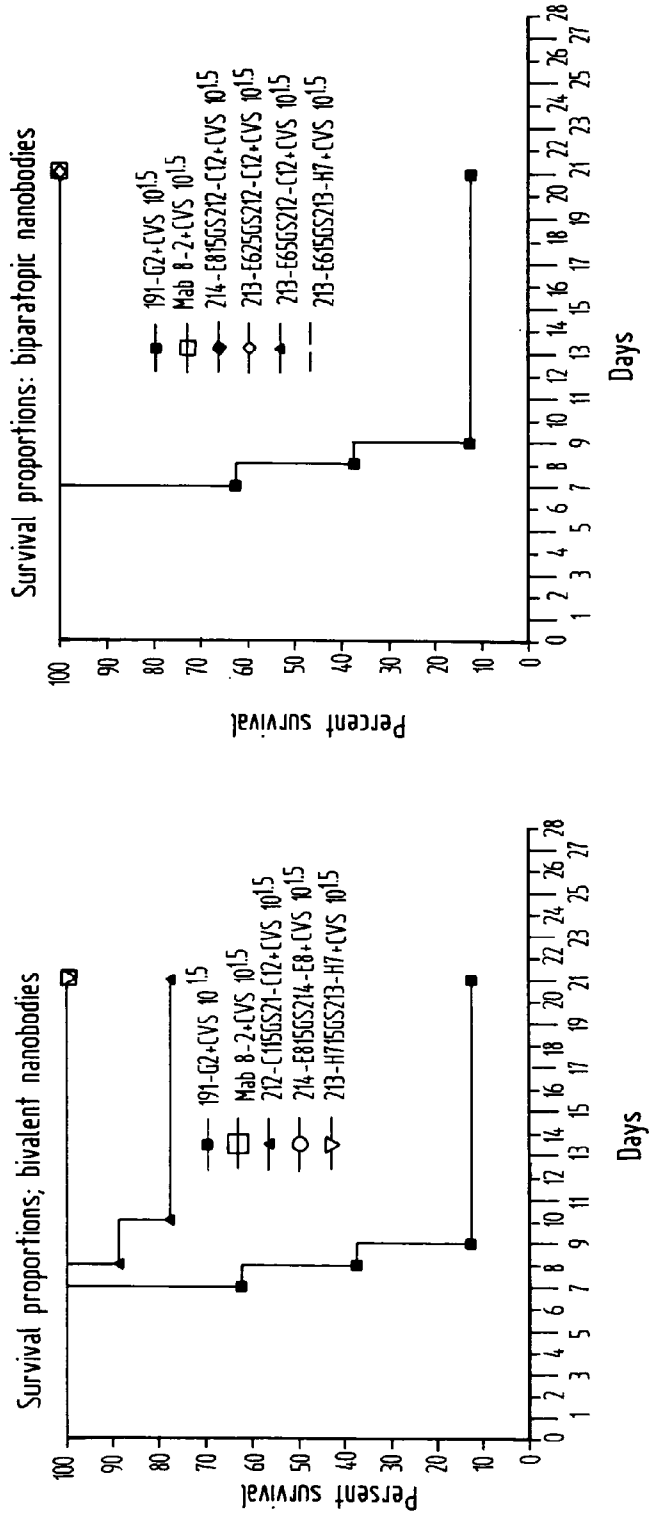 Survival proportions; bivalent nanobodies
Persent survival
100
90
80
70
60
50
40
30
20
10
0
191-G2+CVS 10 1.5
Mab 8-2+CVS 10^1.5
212-C115GS21-C12+CVS 10^1.5
214-E815GS214-E8+CVS 10^1.5
213-H715GS213-H7+CVS 10^1.5
0 1 2 3 4 5 6 7 8 9 10 11 12 13 14 15 16 17 18 19 20 21 22 23 24 25 26 27 28
Days
Survival proportions: biparatopic nanobodies
Percent survival
100
90
80
70
60
50
40
30
20
10
0
191-G2+CVS 10^1.5
Mab 8-2+CVS 10^1.5
214-E815GS212-C12+CVS 10^1.5
213-E625GS212-C12+CVS 10^1.5
213-E65GS212-C12+CVS 10^1.5
213-E615GS213-H7+CVS 10^1.5
0 1 2 3 4 5 6 7 8 9 10 11 12 13 14 15 16 17 18 19 20 21 22 23 24 25 26 27 28
Days